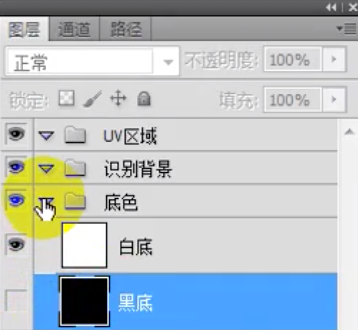 图层 通道 路径
正常 不透明度: 100%
锁定: 填充: 100%
UV区域
识别背景
底色
白底
黑底